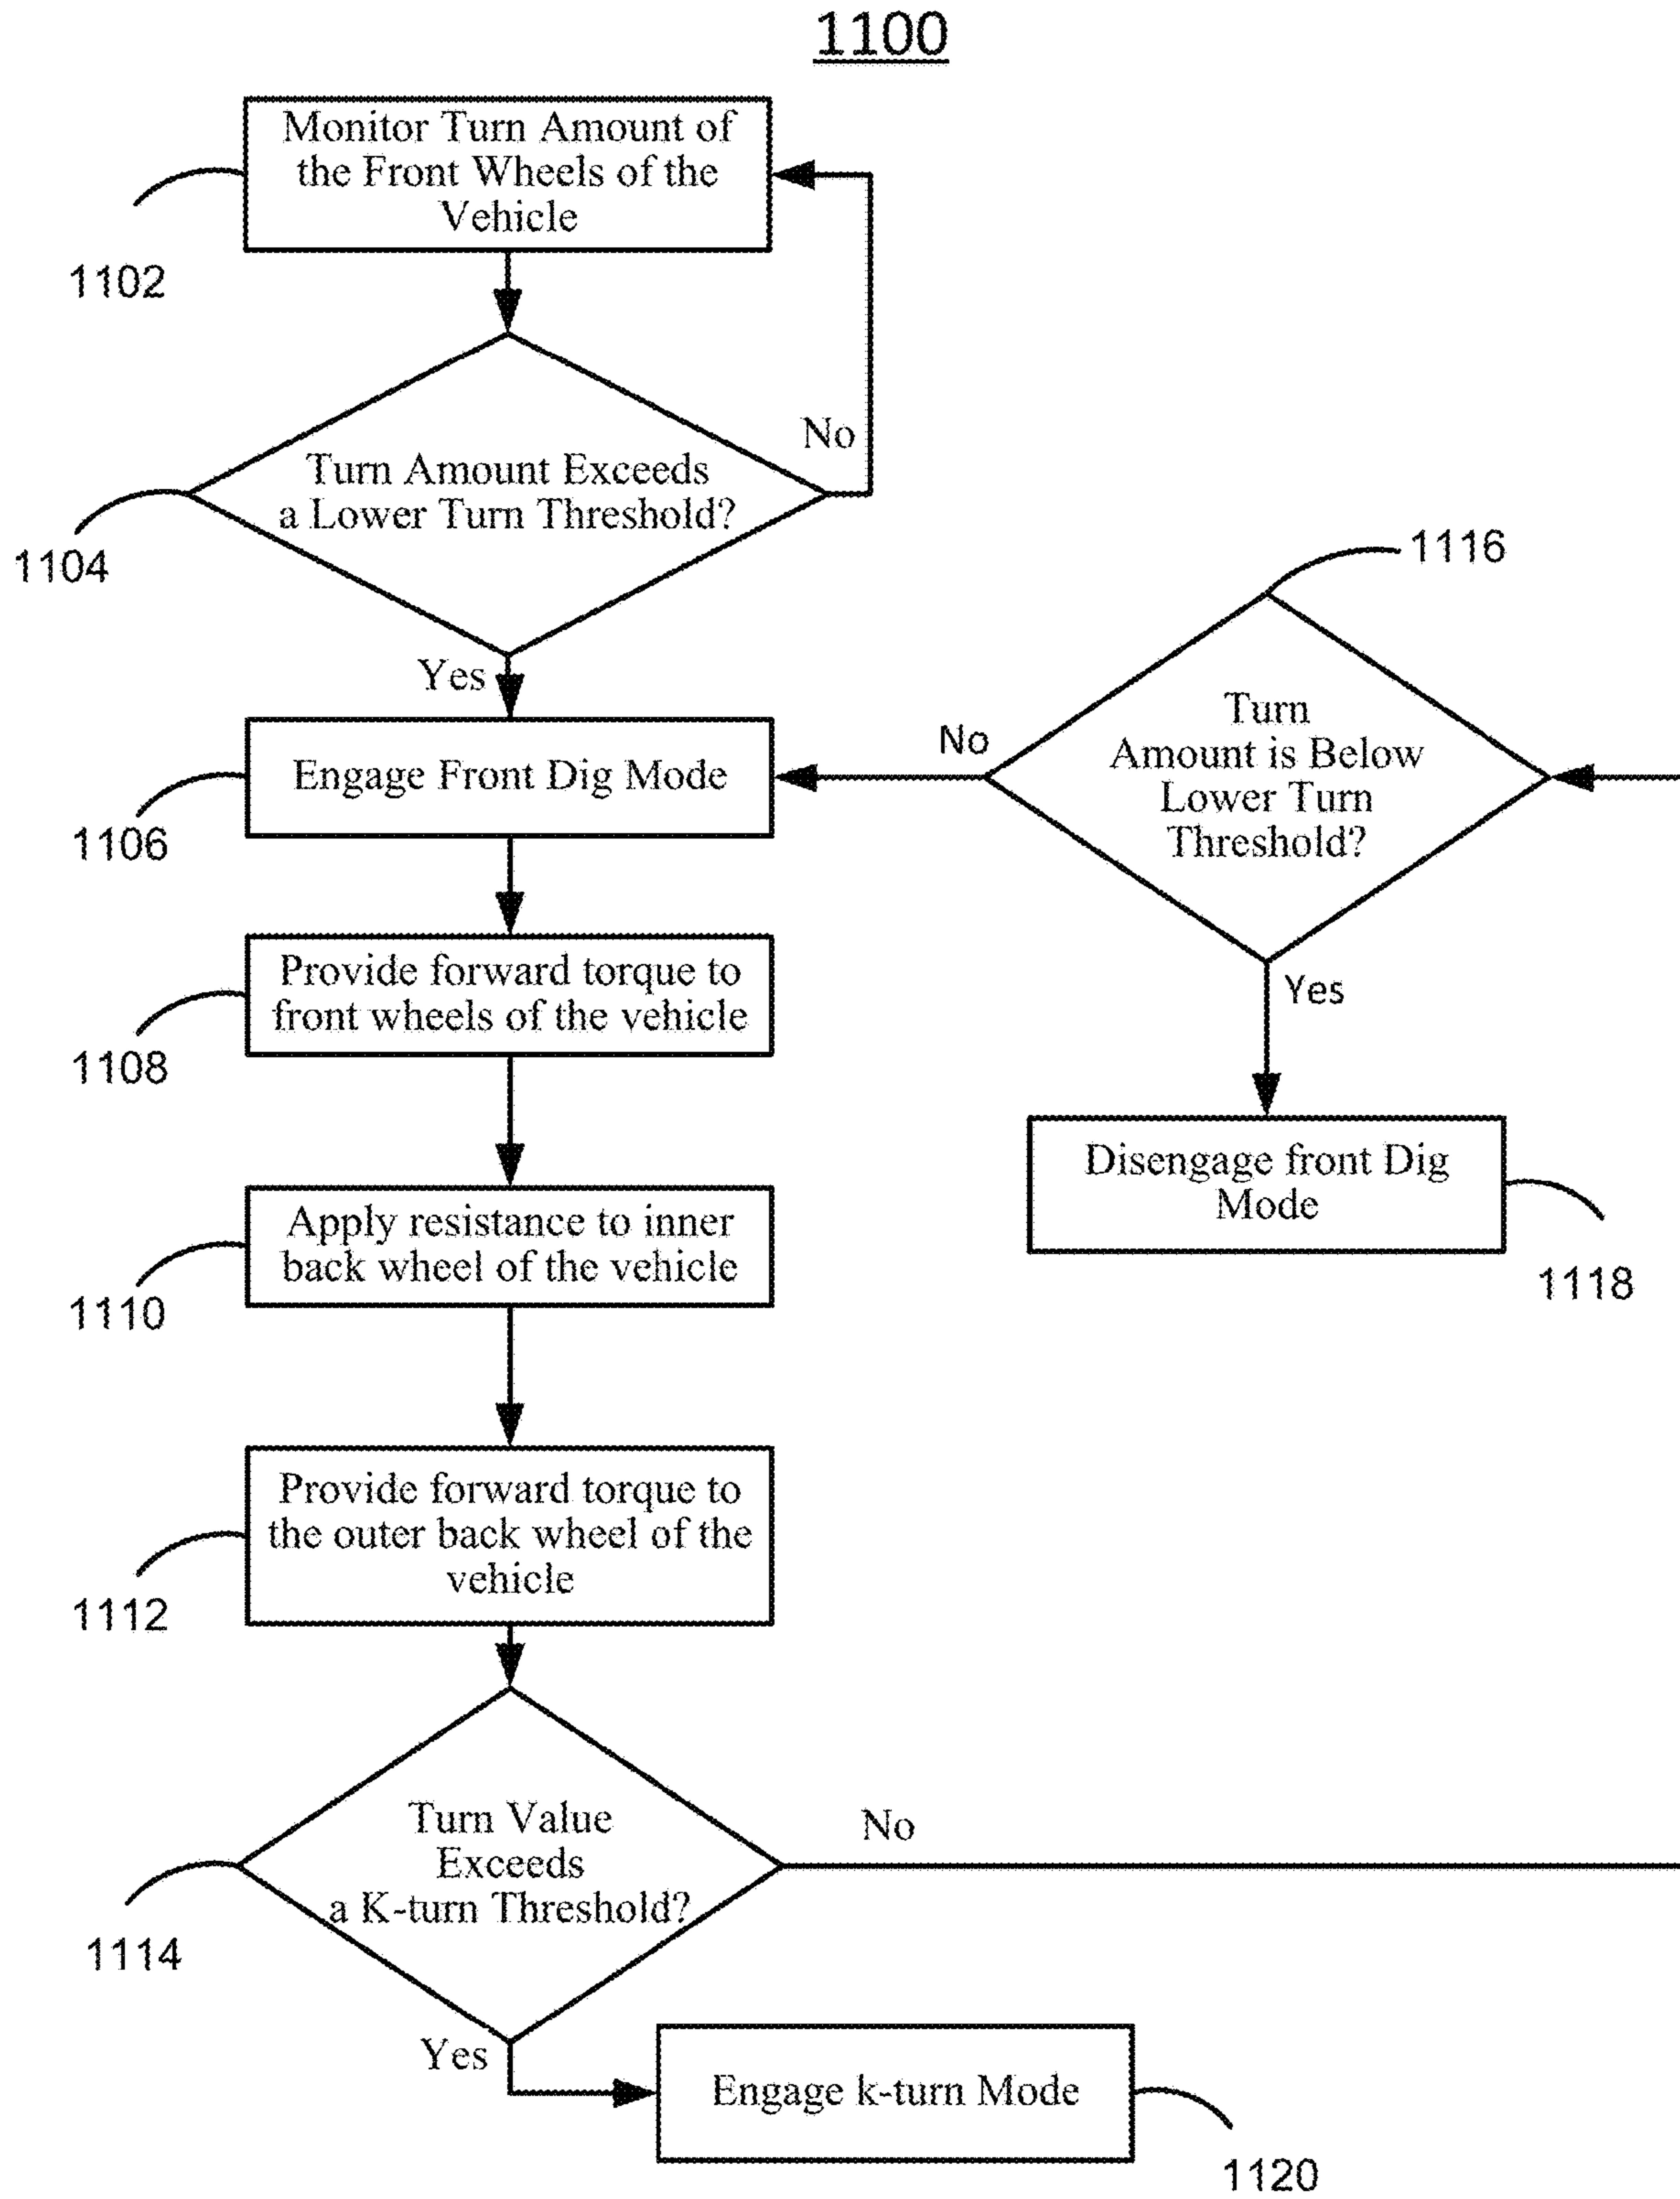 1100
Monitor Turn Amount of
the Front Wheels of the
Vehicle
1102
No
Turn Amount Exceeds
a Lower Turn Threshold?
1104
Yes
1116
Turn
Amount is Below
Lower Turn
Threshold?
No
Yes
Engage Front Dig Mode
1106
Provide forward torque to
front wheels of the vehicle
1108
Disengage front Dig
Mode
1118
Apply resistance to inner
back wheel of the vehicle
1110
Provide forward torque to
the outer back wheel of the
vehicle
1112
Turn Value
Exceeds
a K-turn Threshold?
No
1114
Yes
Engage k-turn Mode
1120